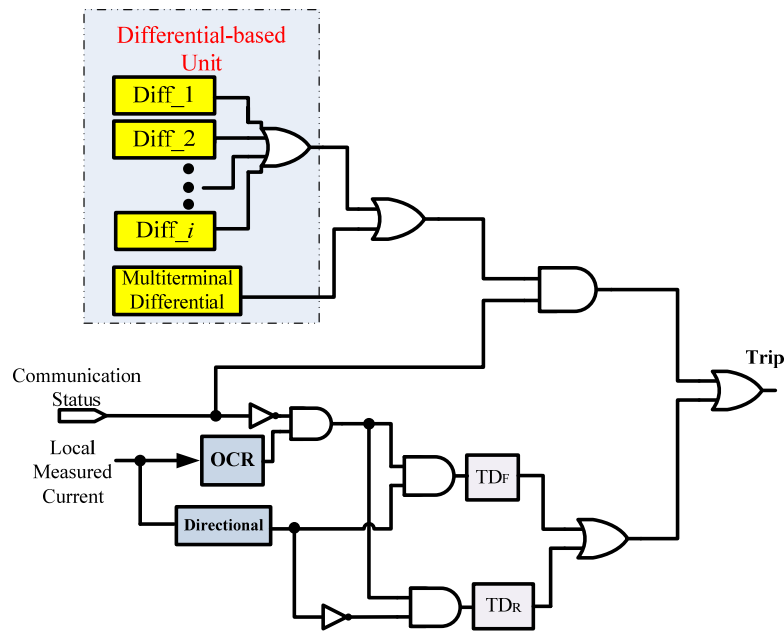 Differential-based
Unit
Diff_1
Diff_2
Diff_i
Multiterminal
Differential
Trip
Communication
Status
Local
Measured
Current
OCR
Directional
TDF
TDR